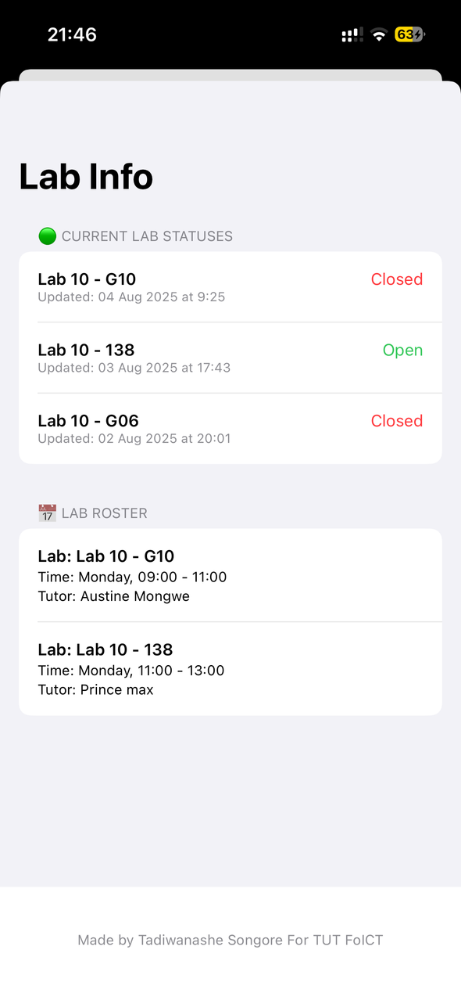 21:46
63
Lab Info
CURRENT LAB STATUSES
Lab 10 - G10
Closed
Updated: 04 Aug 2025 at 9:25
Lab 10 - 138
Open
Updated: 03 Aug 2025 at 17:43
Lab 10 - G06
Closed
Updated: 02 Aug 2025 at 20:01
17 LAB ROSTER
Lab: Lab 10 - G10
Time: Monday, 09:00 - 11:00
Tutor: Austine Mongwe
Lab: Lab 10 - 138
Time: Monday, 11:00 - 13:00
Tutor: Prince max
Made by Tadiwanashe Songore For TUT FoICT